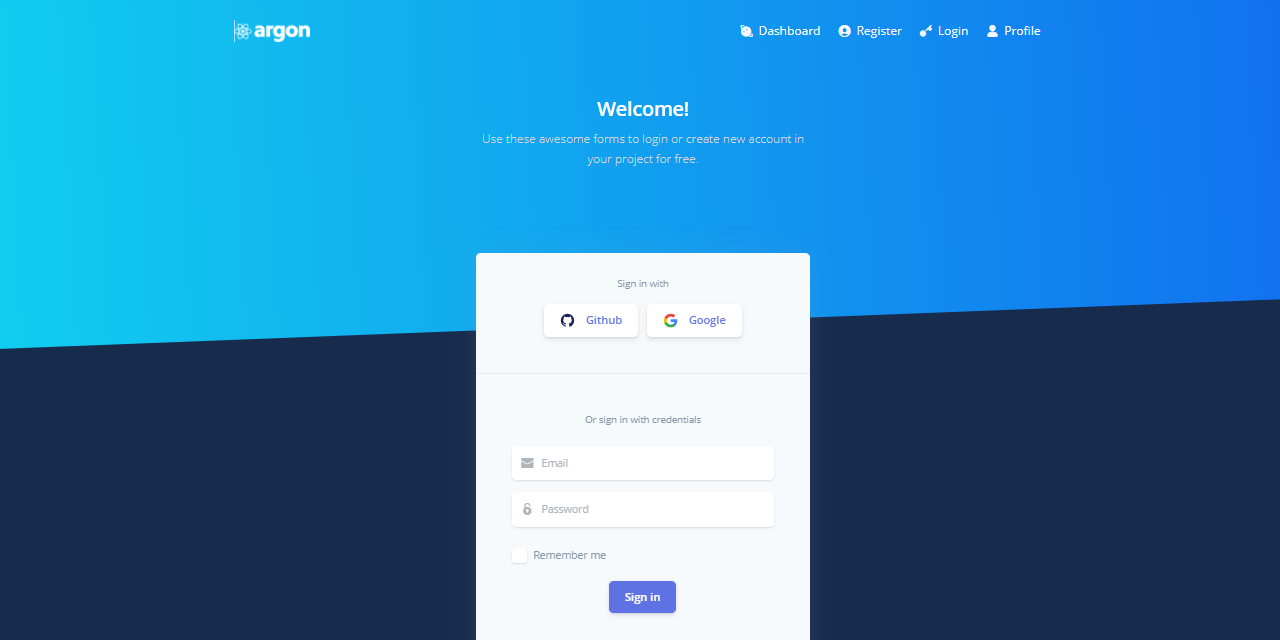 argon
Dashboard
Register
Login
Profile
Welcome!
Use these awesome forms to login or create new account in
your project for free.
Sign in with
Github
Google
Or sign in with credentials
Email
Password
Remember me
Sign in